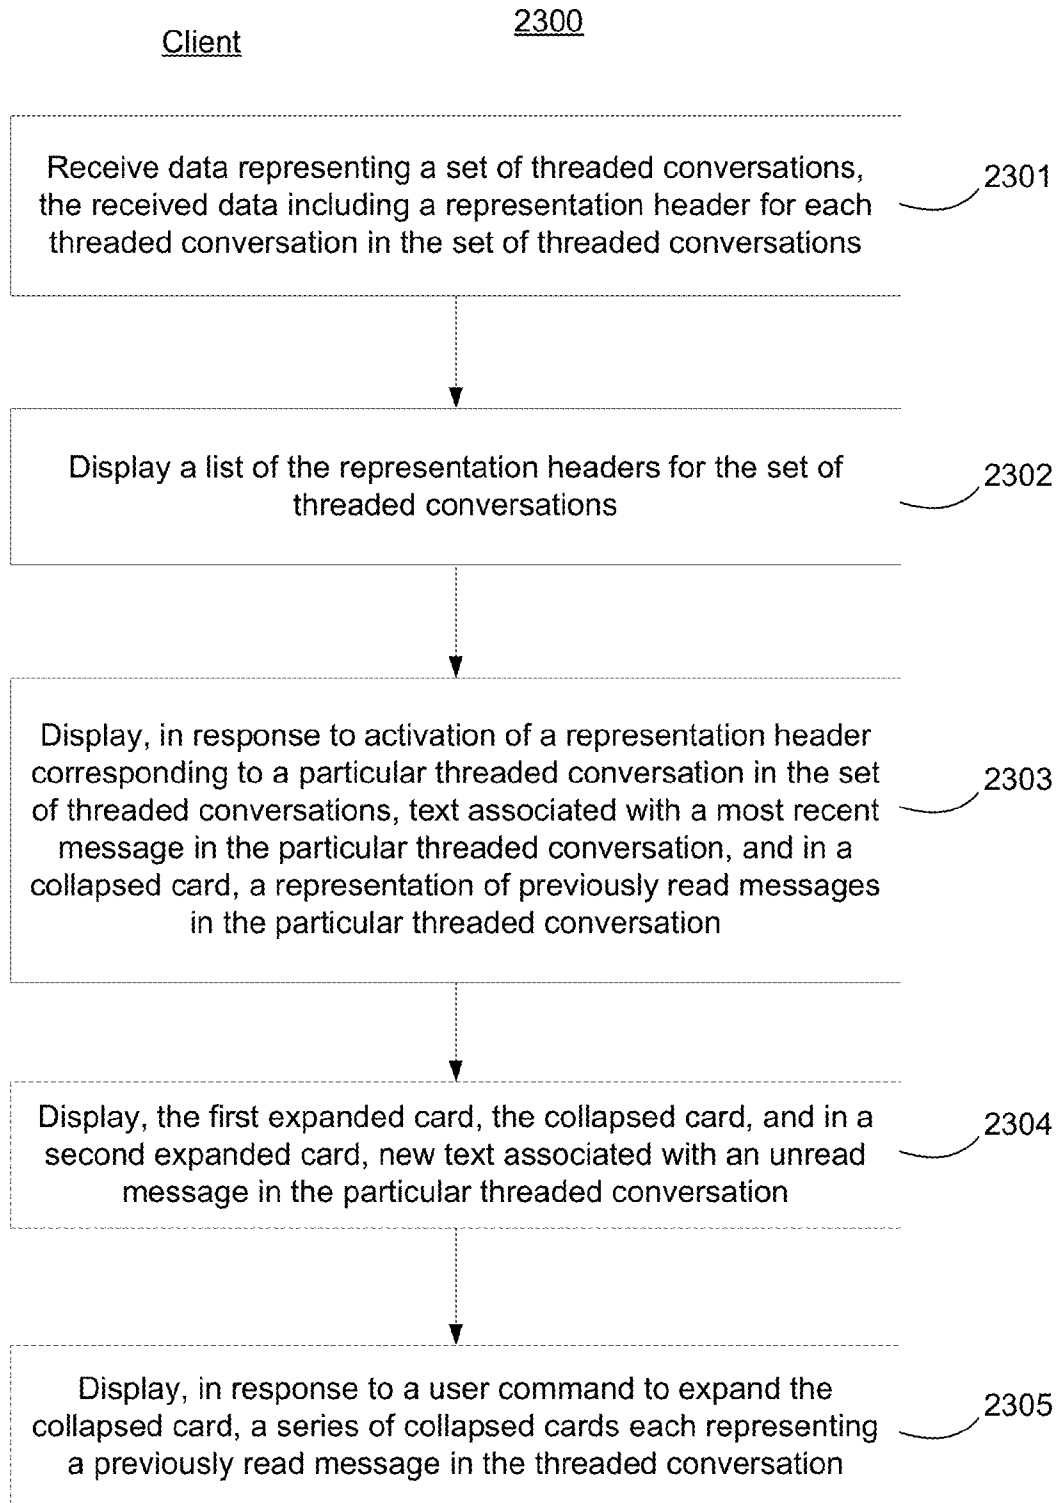 2300
Client
Receive data representing a set of threaded conversations,
the received data including a representation header for each
threaded conversation in the set of threaded conversations
2301
Display a list of the representation headers for the set of
threaded conversations
2302
Display, in response to activation of a representation header
corresponding to a particular threaded conversation in the set
of threaded conversations, text associated with a most recent
message in the particular threaded conversation, and in a
collapsed card, a representation of previously read messages
in the particular threaded conversation
2303
Display, the first expanded card, the collapsed card, and in a
second expanded card, new text associated with an unread
message in the particular threaded conversation
2304
Display, in response to a user command to expand the
collapsed card, a series of collapsed cards each representing
a previously read message in the threaded conversation
2305